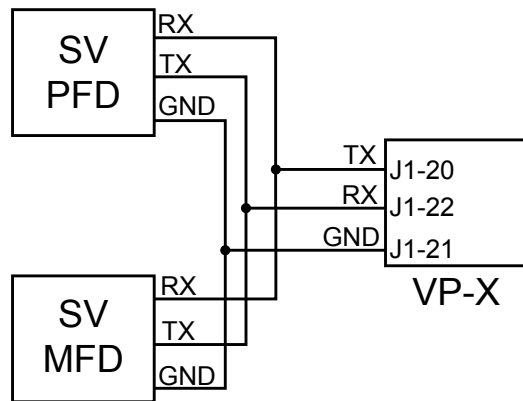 SV
PFD
RX
TX
GND
TX
RX
GND
J1-20
J1-22
J1-21
VP-X
SV
MFD
RX
TX
GND